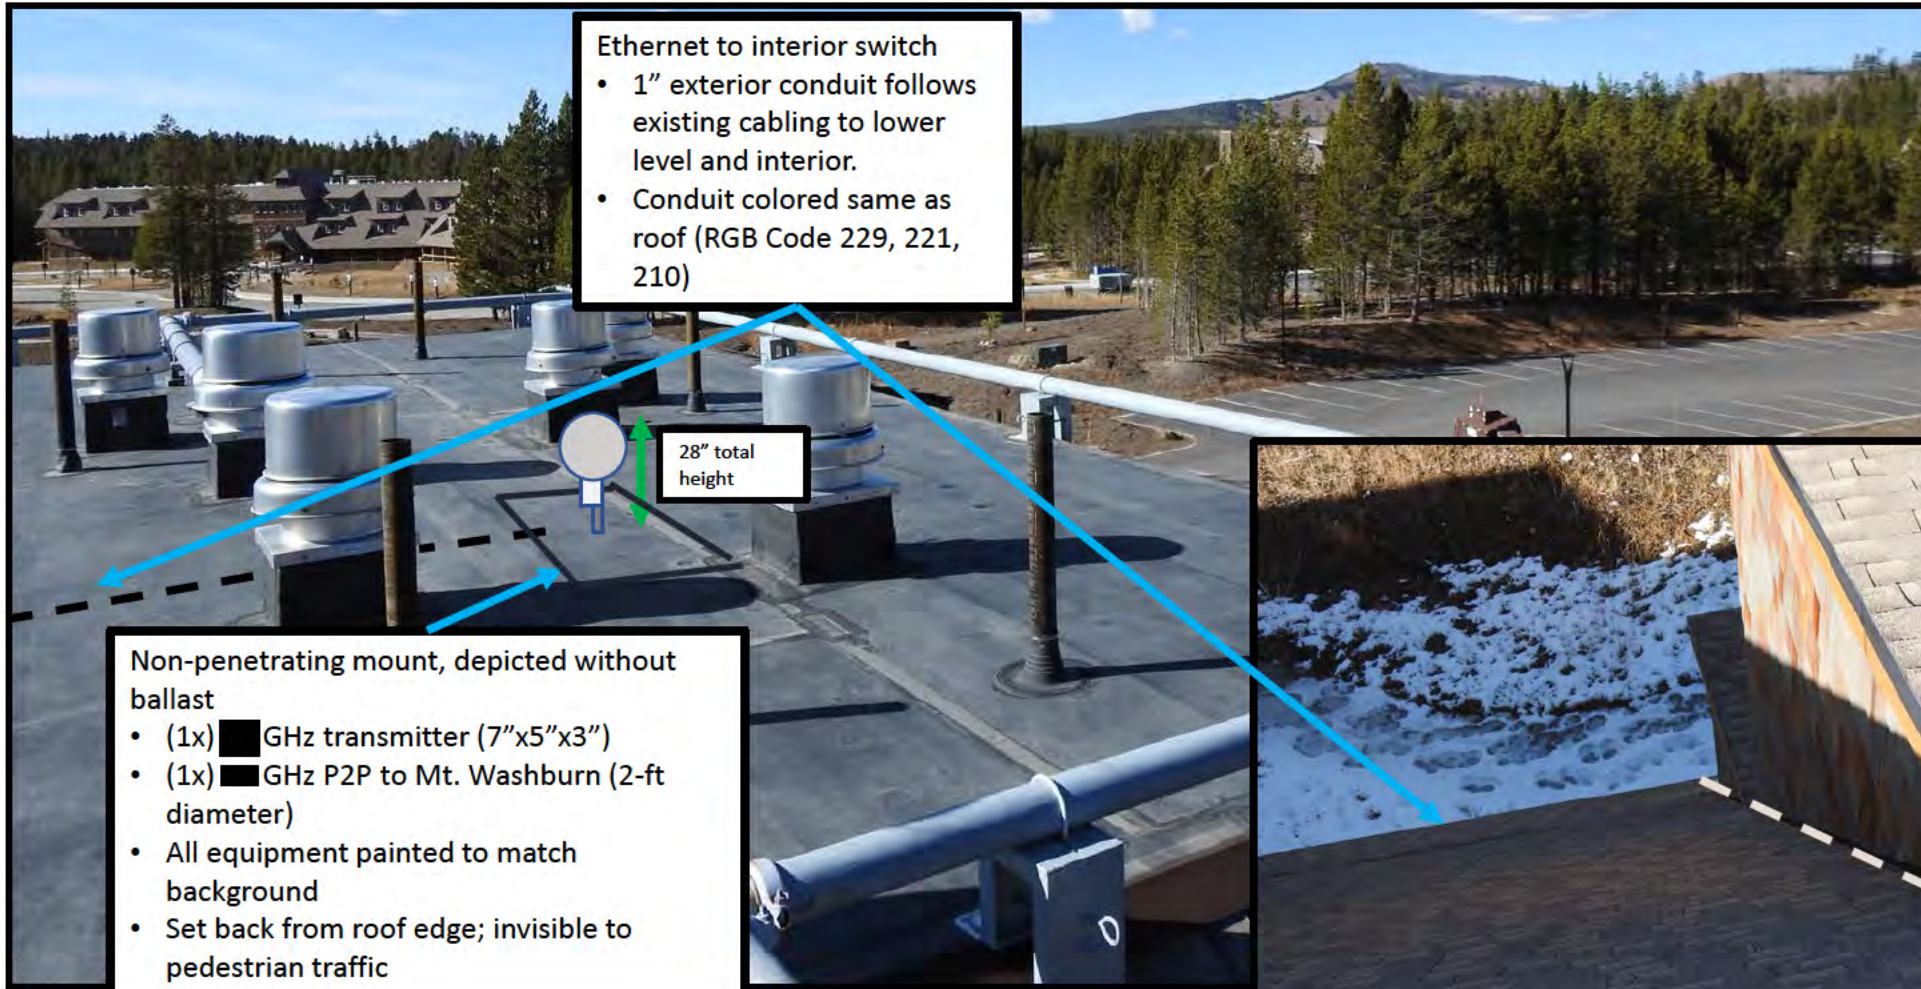 Ethernet to interior switch
• 1” exterior conduit follows
existing cabling to lower
level and interior.
• Conduit colored same as
roof (RGB Code 229, 221,
210)
28” total
height
Non-penetrating mount, depicted without
ballast
• (1x) GHz transmitter (7”x5”x3”)
• (1x) GHz P2P to Mt. Washburn (2-ft
diameter)
• All equipment painted to match
background
• Set back from roof edge; invisible to
pedestrian traffic